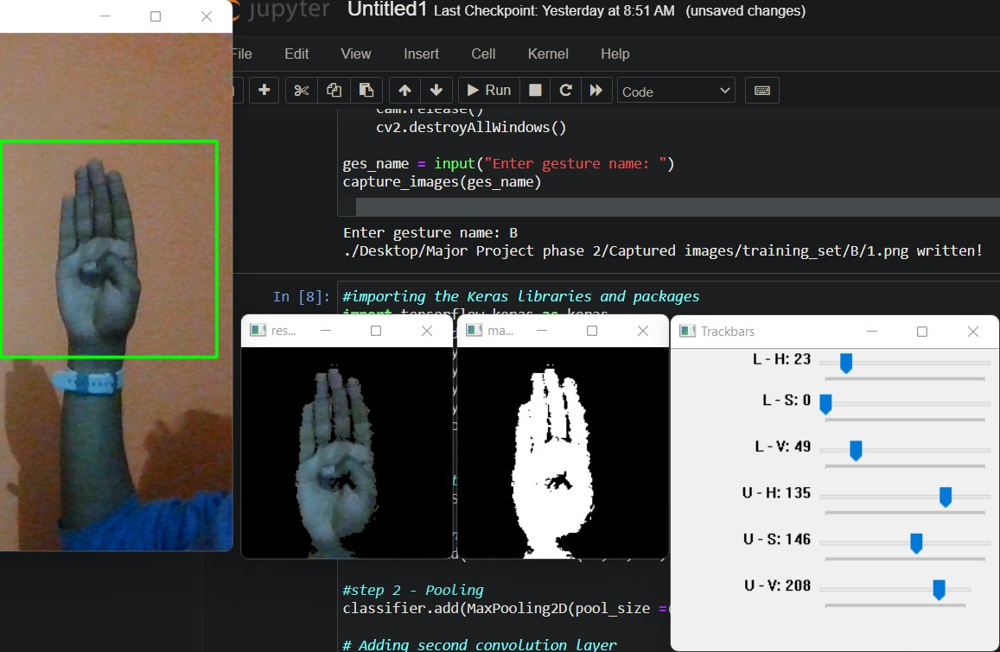 jupyter Untitled1 Last Checkpoint: Yesterday at 8:51 AM (unsaved changes)
File Edit View Insert Cell Kernel Help
Run Code
cam.release()
cv2.destroyAllWindows()
ges_name = input("Enter gesture name: ")
capture_images(ges_name)
Enter gesture name: B
./Desktop/Major Project phase 2/Captured images/training_set/B/1.png written!
In [8]: #importing the Keras libraries and packages
import tensorflow.keras as keras
res...
ma...
Trackbars
L - H: 23
L - S: 0
L - V: 49
U - H: 135
U - S: 146
U - V: 208
#step 2 - Pooling
classifier.add(MaxPooling2D(pool_size =(
# Adding second convolution layer